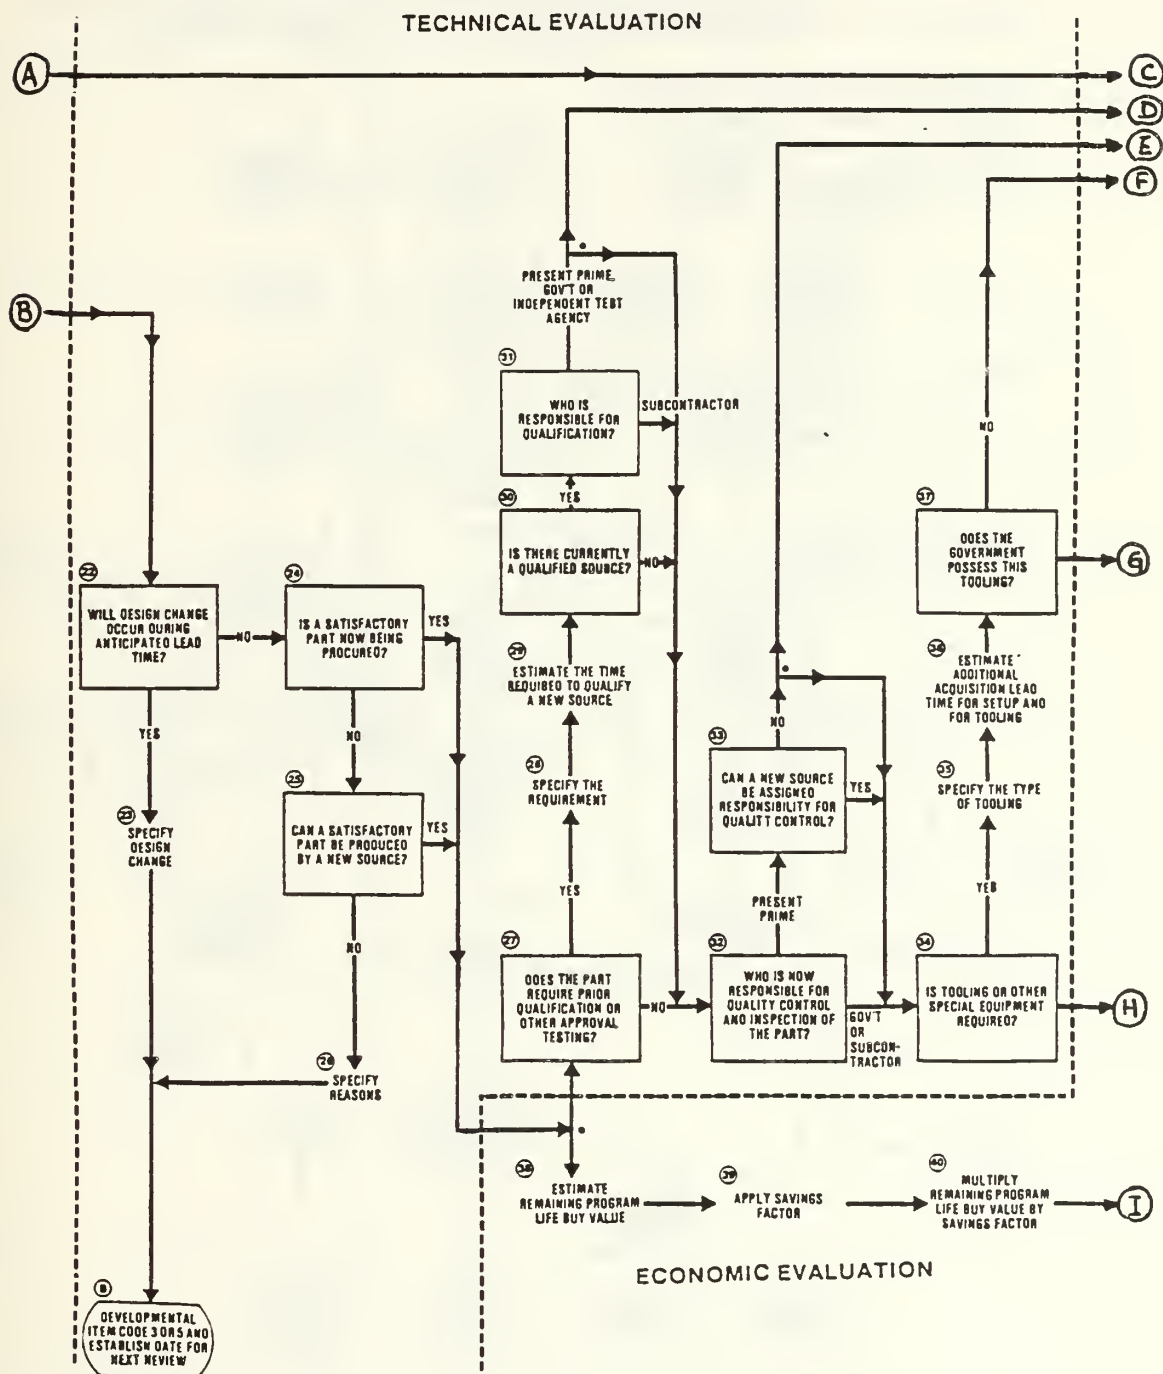 TECHNICAL EVALUATION
A
C
D
E
F
PRESENT PRIME
GOV'T OR
INDEPENDENT TEST
AGENCY
B
31
WHO IS
RESPONSIBLE FOR
QUALIFICATION?
SUBCONTRACTOR
NO
YES
30
IS THERE CURRENTLY
A QUALIFIED SOURCE?
NO
37
DOES THE
GOVERNMENT
POSSESS THIS
TOOLING?
G
22
WILL DESIGN CHANGE
OCCUR DURING
ANTICIPATED LEAD
TIME?
NO
24
IS A SATISFACTORY
PART NOW BEING
PROCURED?
YES
29
ESTIMATE THE TIME
REQUIRED TO QUALIFY
A NEW SOURCE
36
ESTIMATE
ADDITIONAL
ACQUISITION LEAD
TIME FOR SETUP AND
FOR TOOLING
YES
NO
NO
23
SPECIFY
DESIGN
CHANGE
25
CAN A SATISFACTORY
PART BE PRODUCED
BY A NEW SOURCE?
YES
28
SPECIFY THE
REQUIREMENT
33
CAN A NEW SOURCE
BE ASSIGNED
RESPONSIBILITY FOR
QUALITT CONTROL?
YES
35
SPECIFY THE TYPE
OF TOOLING
YES
PRESENT
PRIME
YES
NO
27
DOES THE PART
REQUIRE PRIOR
QUALIFICATION OR
OTHER APPROVAL
TESTING?
NO
32
WHO IS NOW
RESPONSIBLE FOR
QUALITY CONTROL
AND INSPECTION OF
THE PART?
GOV'T
OR
SUBCON-
TRACTOR
34
IS TOOLING OR OTHER
SPECIAL EQUIPMENT
REQUIRED?
H
26
SPECIFY
REASONS
38
ESTIMATE
REMAINING PROGRAM
LIFE BUY VALUE
39
APPLY SAVINGS
FACTOR
40
MULTIPLY
REMAINING PROGRAM
LIFE BUY VALUE BY
SAVINGS FACTOR
I
ECONOMIC EVALUATION
B
DEVELOPMENTAL
ITEM CODE 3 OR 5 AND
ESTABLISH DATE FOR
NEXT REVIEW